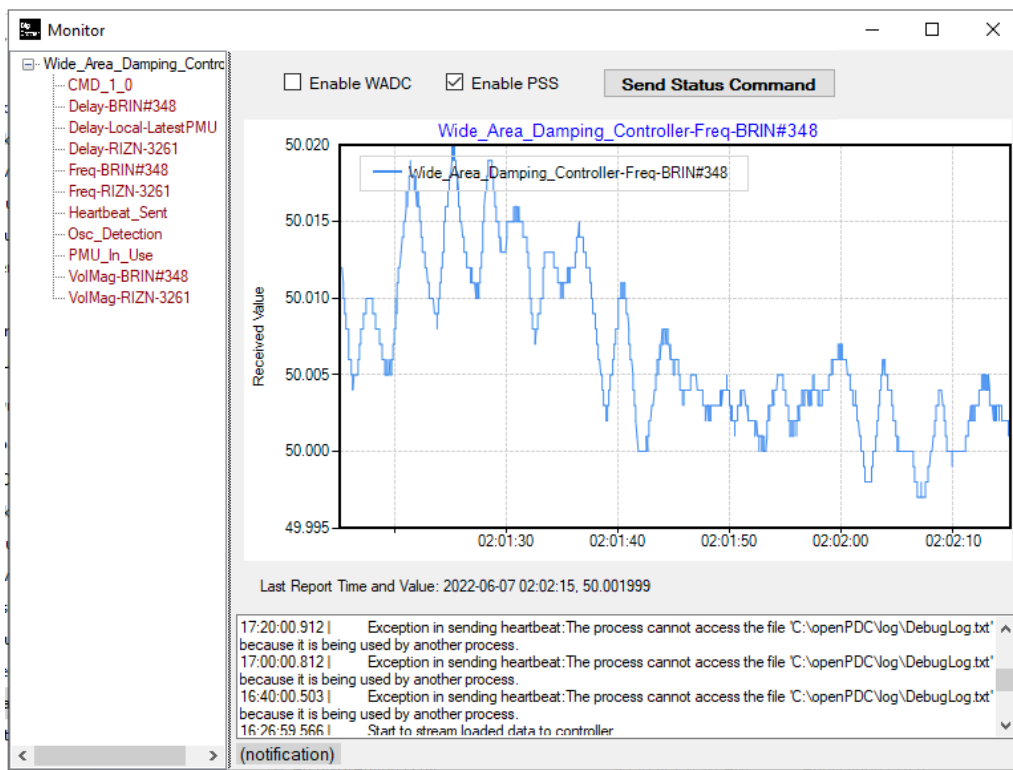 Monitor
Wide_Area_Damping_Contro
CMD_1_0
Delay-BRIN#348
Delay-Local-LatestPMU
Delay-RIZN-3261
Freq-BRIN#348
Freq-RIZN-3261
Heartbeat_Sent
Osc_Detection
PMU_In_Use
VolMag-BRIN#348
VolMag-RIZN-3261
Enable WADC
Enable PSS
Send Status Command
Wide_Area_Damping_Controller-Freq-BRIN#348
Wide_Area_Damping_Controller-Freq-BRIN#348
Received Value
50.020
50.015
50.010
50.005
50.000
49.995
02:01:30 02:01:40 02:01:50 02:02:00 02:02:10
Last Report Time and Value: 2022-06-07 02:02:15, 50.001999
17:20:00.912 | Exception in sending heartbeat:The process cannot access the file 'C:\openPDC\log\DebugLog.txt'
because it is being used by another process.
17:00:00.812 | Exception in sending heartbeat:The process cannot access the file 'C:\openPDC\log\DebugLog.txt'
because it is being used by another process.
16:40:00.503 | Exception in sending heartbeat:The process cannot access the file 'C:\openPDC\log\DebugLog.txt'
because it is being used by another process.
16:26:59.566 | Start to stream loaded data to controller
(notification)